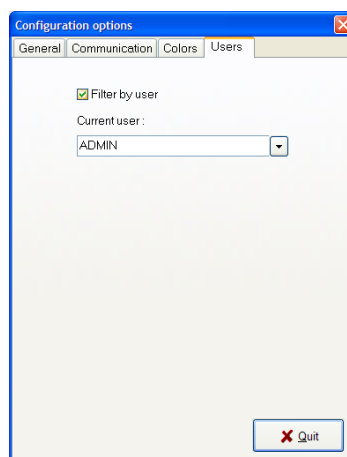 Configuration options
General Communication Colors Users
Filter by user
Current user :
ADMIN
Quit